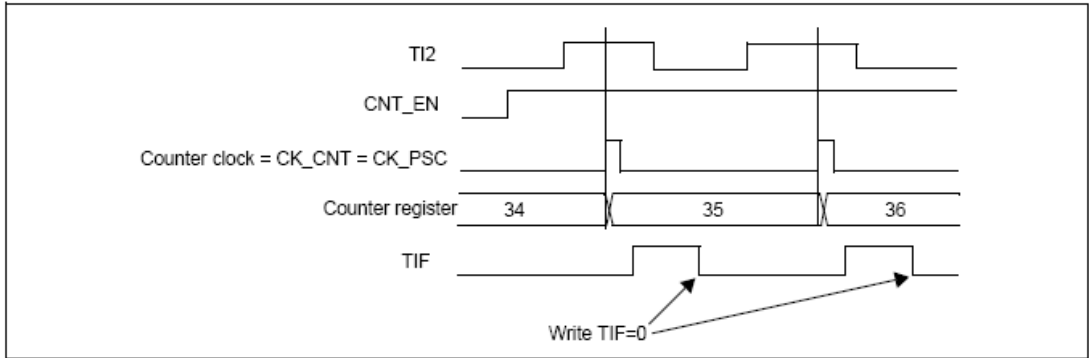 TI2
CNT_EN
Counter clock = CK_CNT = CK_PSC
Counter register 34 35 36
TIF
Write TIF=0